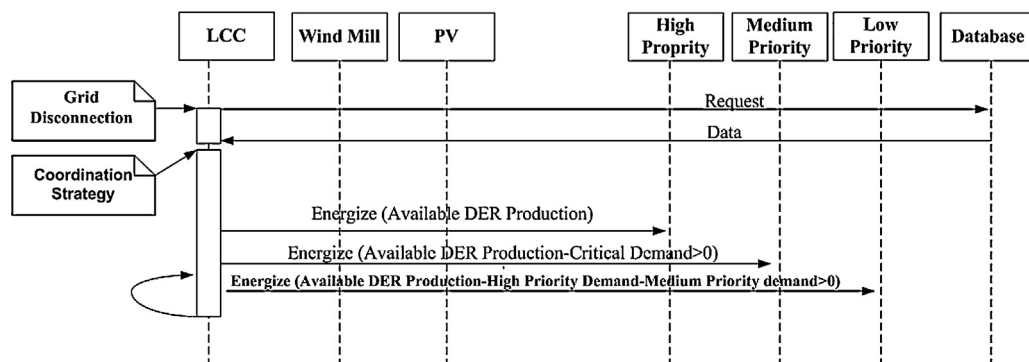 LCC
Wind Mill
PV
High
Proprity
Medium
Priority
Low
Priority
Database
Grid
Disconnection
Request
Data
Coordination
Strategy
Energize (Available DER Production)
Energize (Available DER Production-Critical Demand>0)
Energize (Available DER Production-High Priority Demand-Medium Priority demand>0)